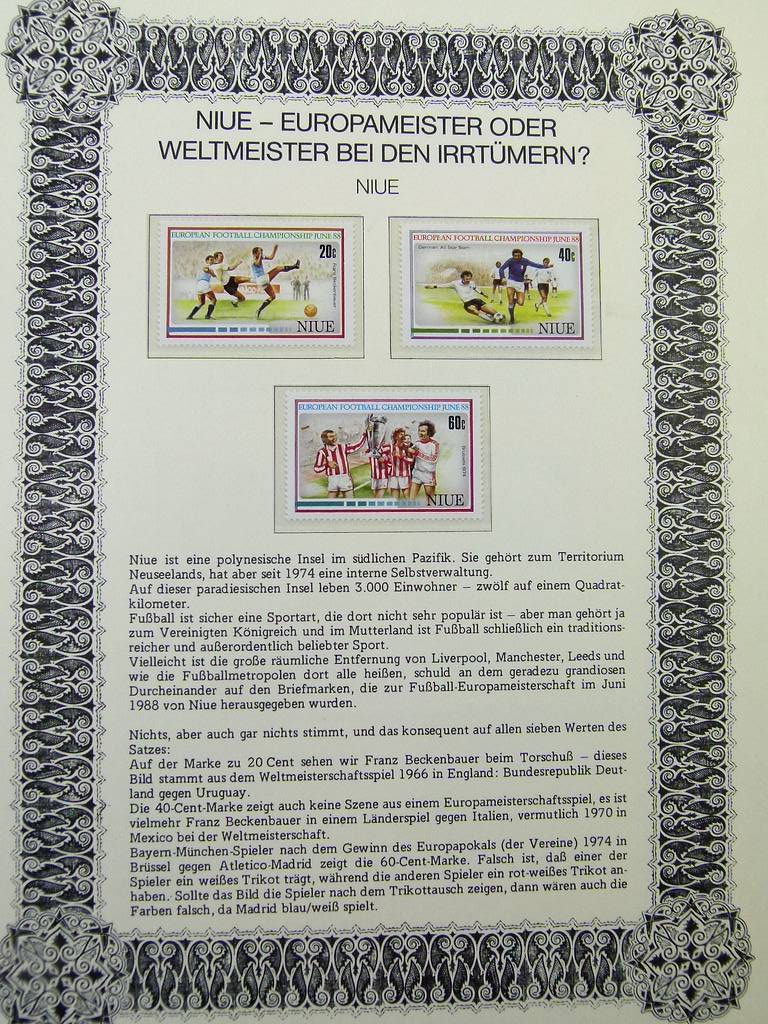 NIUE – EUROPAMEISTER ODER
WELTMEISTER BEI DEN IRRTÜMERN?
NIUE
EUROPEAN FOOTBALL CHAMPIONSHIP JUNE 88
20c
Franz Beckenbauer
NIUE
EUROPEAN FOOTBALL CHAMPIONSHIP JUNE 88
German All Star Team
40c
NIUE
EUROPEAN FOOTBALL CHAMPIONSHIP JUNE 88
60c
Brussels 1974
NIUE
Niue ist eine polynesische Insel im südlichen Pazifik. Sie gehört zum Territorium
Neuseelands, hat aber seit 1974 eine interne Selbstverwaltung.
Auf dieser paradiesischen Insel leben 3.000 Einwohner – zwölf auf einem Quadrat-
kilometer.
Fußball ist sicher eine Sportart, die dort nicht sehr populär ist – aber man gehört ja
zum Vereinigten Königreich und im Mutterland ist Fußball schließlich ein traditions-
reicher und außerordentlich beliebter Sport.
Vielleicht ist die große räumliche Entfernung von Liverpool, Manchester, Leeds und
wie die Fußballmetropolen dort alle heißen, schuld an dem geradezu grandiosen
Durcheinander auf den Briefmarken, die zur Fußball-Europameisterschaft im Juni
1988 von Niue herausgegeben wurden.
Nichts, aber auch gar nichts stimmt, und das konsequent auf allen sieben Werten des
Satzes:
Auf der Marke zu 20 Cent sehen wir Franz Beckenbauer beim Torschuß – dieses
Bild stammt aus dem Weltmeisterschaftsspiel 1966 in England: Bundesrepublik Deut-
land gegen Uruguay.
Die 40-Cent-Marke zeigt auch keine Szene aus einem Europameisterschaftsspiel, es ist
vielmehr Franz Beckenbauer in einem Länderspiel gegen Italien, vermutlich 1970 in
Mexico bei der Weltmeisterschaft.
Bayern-München-Spieler nach dem Gewinn des Europapokals (der Vereine) 1974 in
Brüssel gegen Atletico-Madrid zeigt die 60-Cent-Marke. Falsch ist, daß einer der
Spieler ein weißes Trikot trägt, während die anderen Spieler ein rot-weißes Trikot an-
haben. Sollte das Bild die Spieler nach dem Trikottausch zeigen, dann wären auch die
Farben falsch, da Madrid blau/weiß spielt.